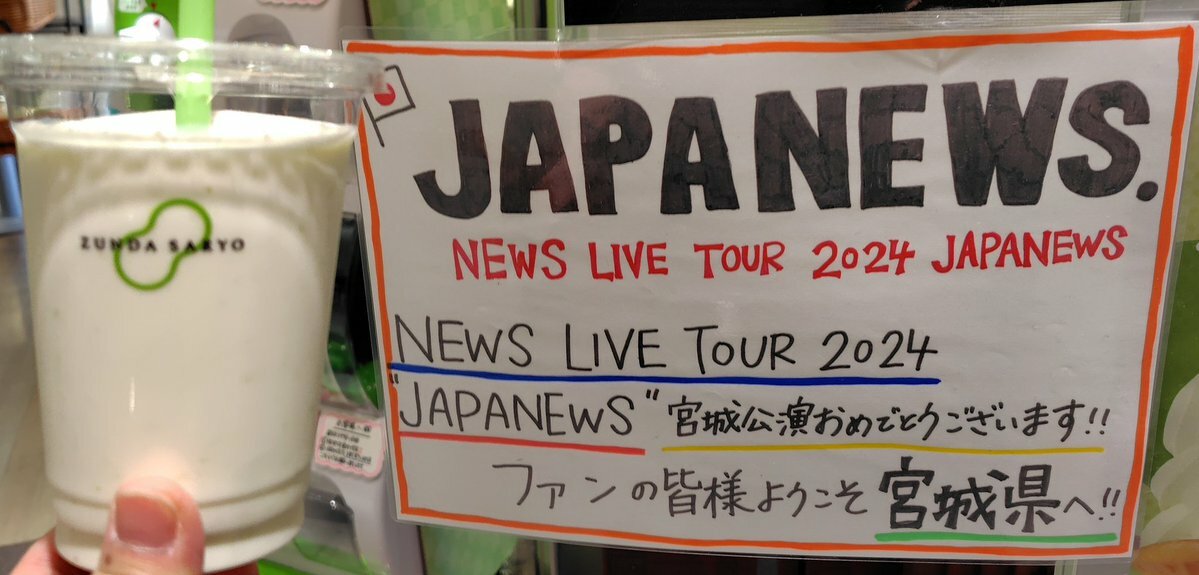 ZUNDA SARYO
JAPANEWS.
NEWS LIVE TOUR 2024 JAPANEWS
NEWS LIVE TOUR 2024
"JAPANEWS"宮城公演おめでとうございます!!
ファンの皆様ようこそ宮城県へ!!